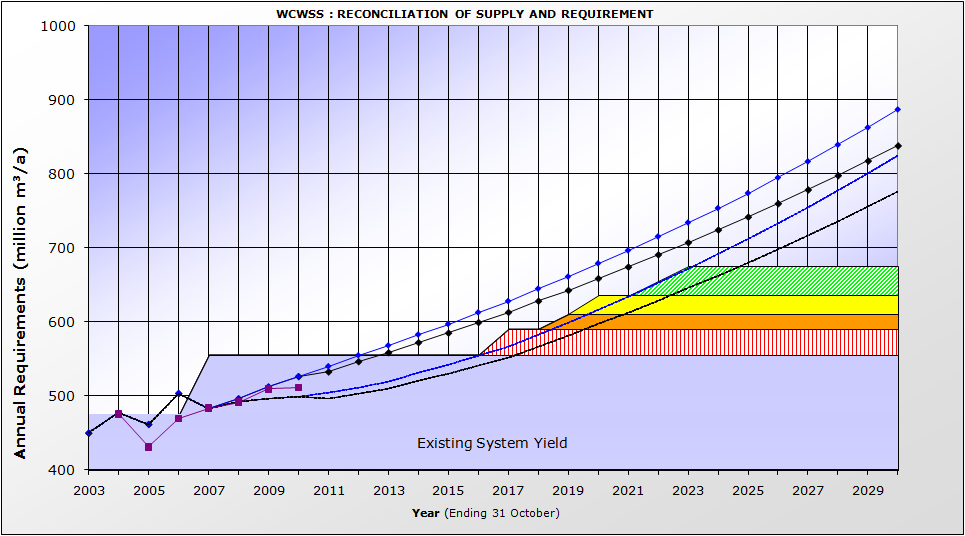 WCWSS : RECONCILIATION OF SUPPLY AND REQUIREMENT
Annual Requirements (million m³/a)
1000
900
800
700
600
500
400
Existing System Yield
2003 2005 2007 2009 2011 2013 2015 2017 2019 2021 2023 2025 2027 2029
Year (Ending 31 October)